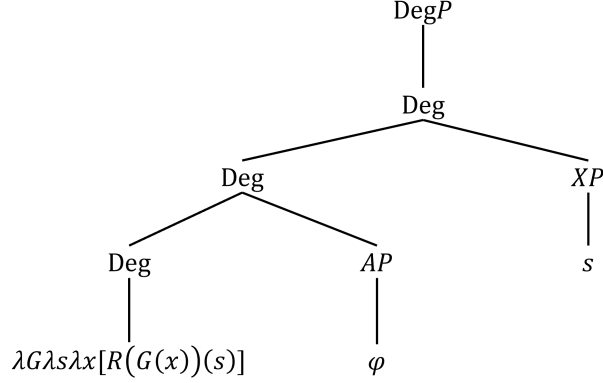 DegP
Deg
Deg XP
Deg AP s
λGλsλx[R(G(x))(s)] φ